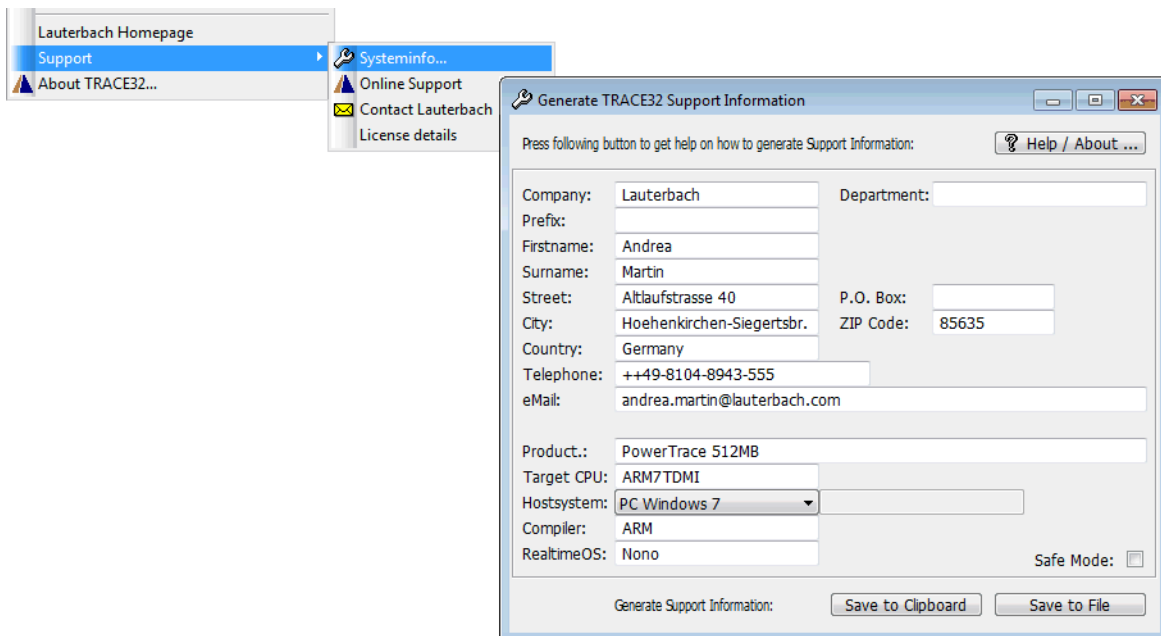 Lauterbach Homepage
Support
About TRACE32...
Systeminfo...
Online Support
Contact Lauterbach
License details
Generate TRACE32 Support Information
Press following button to get help on how to generate Support Information:
? Help / About ...
Company: Lauterbach Department:
Prefix:
Firstname: Andrea
Surname: Martin
Street: Altlaufstrasse 40 P.O. Box:
City: Hoehenkirchen-Siegertsbr. ZIP Code: 85635
Country: Germany
Telephone: ++49-8104-8943-555
eMail: andrea.martin@lauterbach.com
Product.: PowerTrace 512MB
Target CPU: ARM7TDMI
Hostsystem: PC Windows 7
Compiler: ARM
RealtimeOS: Nono
Safe Mode:
Generate Support Information: Save to Clipboard Save to File